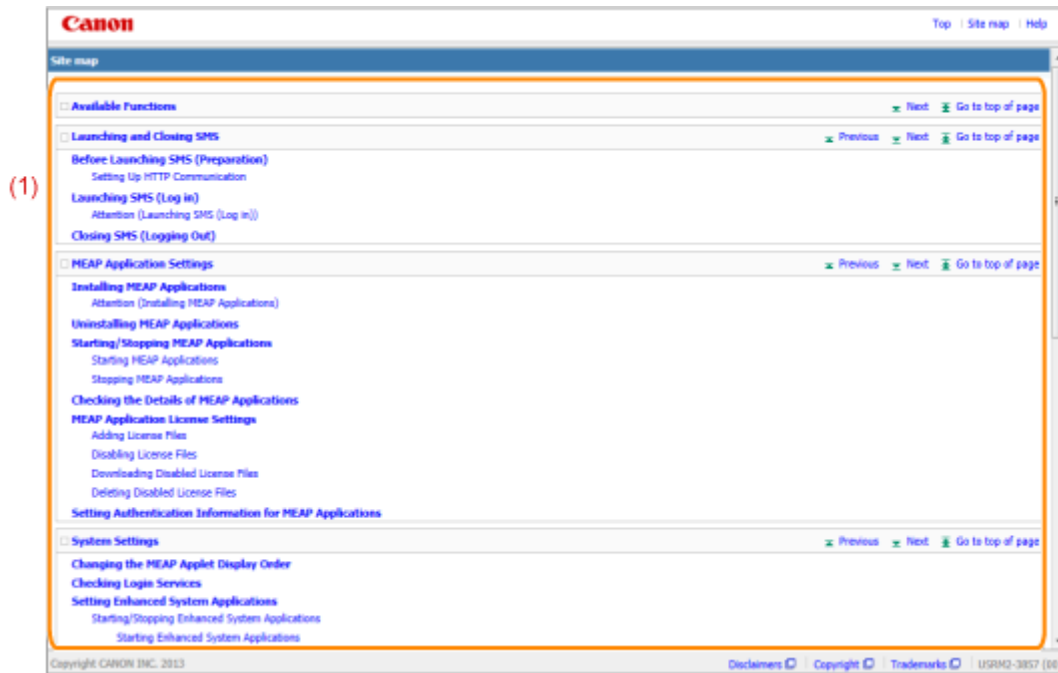 Canon
Top Site map Help
Site map
(1)
Available Functions Next Go to top of page
Launching and Closing SMS Previous Next Go to top of page
Before Launching SMS (Preparation)
Setting Up HTTP Communication
Launching SMS (Log in)
Attention (Launching SMS (Log in))
Closing SMS (Logging Out)
MEAP Application Settings Previous Next Go to top of page
Installing MEAP Applications
Attention (Installing MEAP Applications)
Uninstalling MEAP Applications
Starting/Stopping MEAP Applications
Starting MEAP Applications
Stopping MEAP Applications
Checking the Details of MEAP Applications
MEAP Application License Settings
Adding License Files
Disabling License Files
Downloading Disabled License Files
Deleting Disabled License Files
Setting Authentication Information for MEAP Applications
System Settings Previous Next Go to top of page
Changing the MEAP Applet Display Order
Checking Login Services
Setting Enhanced System Applications
Starting/Stopping Enhanced System Applications
Starting Enhanced System Applications
Copyright CANON INC. 2013 Disclaimers Copyright Trademarks USRM2-3857 (00